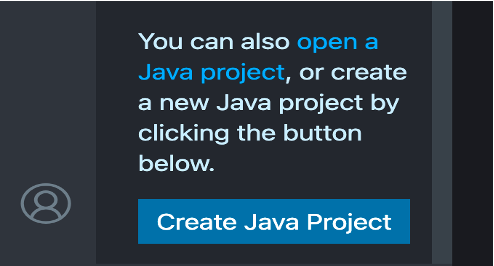 You can also open a
Java project, or create
a new Java project by
clicking the button
below.
Create Java Project